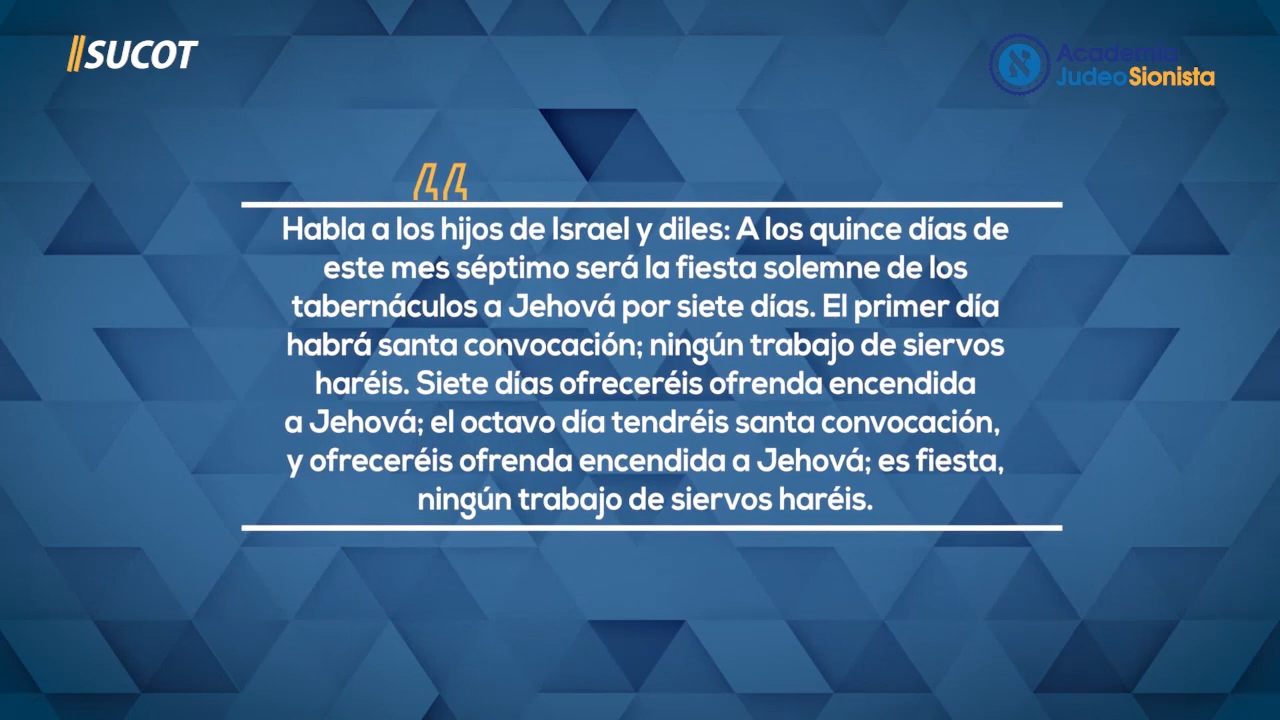 SUCOT
Academia
JudeoSionista
Habla a los hijos de Israel y diles: A los quince días de
este mes séptimo será la fiesta solemne de los
tabernáculos a Jehová por siete días. El primer día
habrá santa convocación; ningún trabajo de siervos
haréis. Siete días ofreceréis ofrenda encendida
a Jehová; el octavo día tendréis santa convocación,
y ofreceréis ofrenda encendida a Jehová; es fiesta,
ningún trabajo de siervos haréis.